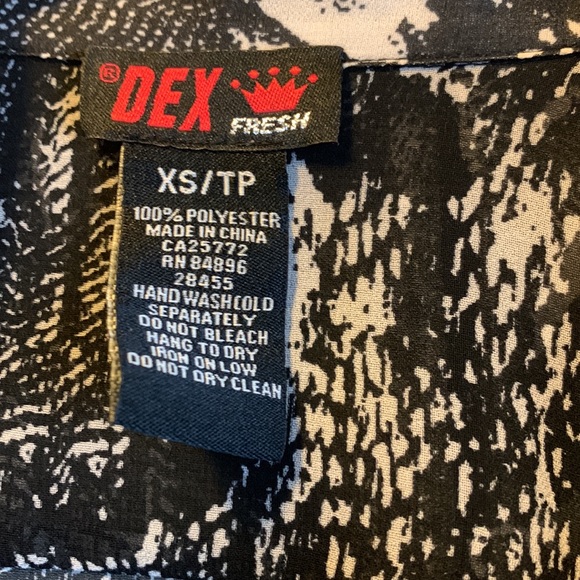 ® DEX
FRESH
XS/TP
100% POLYESTER
MADE IN CHINA
CA25772
RN 84896
28455
HAND WASH COLD
SEPARATELY
DO NOT BLEACH
HANG TO DRY
IRON ON LOW
DO NOT DRY CLEAN